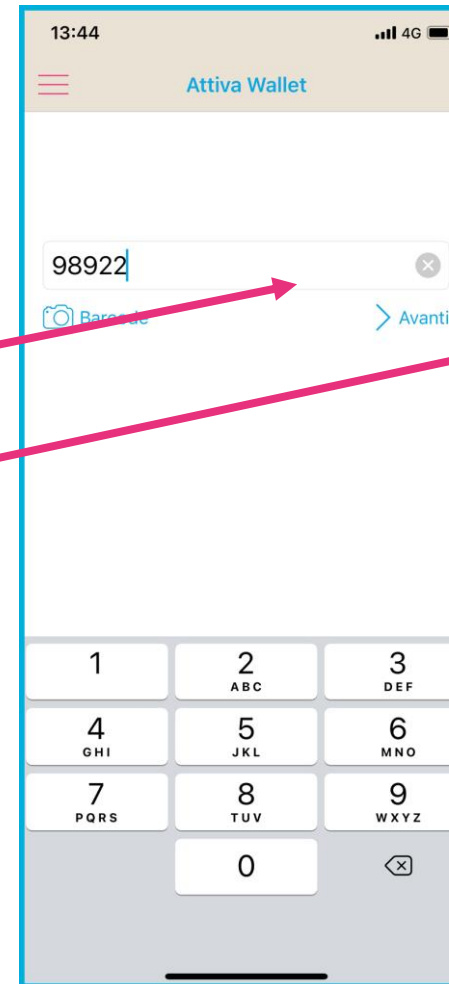 13:44 4G
Attiva Wallet
98922
Barcode Avanti
1 2 3
ABC DEF
4 5 6
GHI JKL MNO
7 8 9
PQRS TUV WXYZ
0